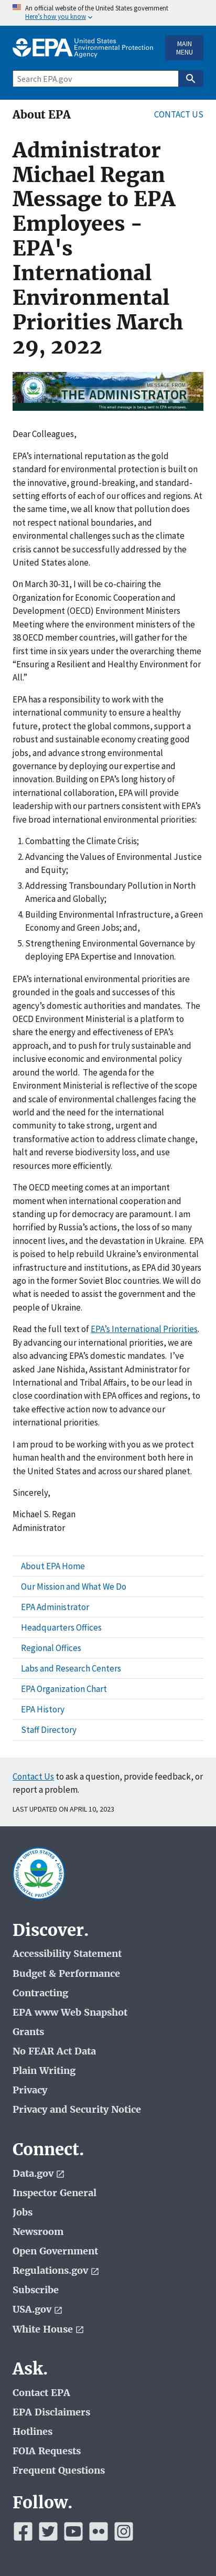 An official website of the United States government
Here's how you know
EPA United States Environmental Protection Agency
MAIN MENU
Search EPA.gov
About EPA
CONTACT US
Administrator
Michael Regan
Message to EPA
Employees -
EPA's
International
Environmental
Priorities March
29, 2022
MESSAGE FROM
THE ADMINISTRATOR
This email message is being sent to EPA employees.
Dear Colleagues,
EPA's international reputation as the gold
standard for environmental protection is built on
innovative, ground-breaking, and standard-
setting efforts of each of our offices and regions. At
the same time, we all know that pollution does
not observe national boundaries, and
environmental challenges such as the climate
crisis cannot be successfully addressed by the
United States alone.
On March 30-31, I will be co-chairing the
Organization for Economic Cooperation and
Development (OECD) Environment Ministers
Meeting where the environment ministers of the
38 OECD member countries, will gather for the
first time in over six years under the broad theme
“Ensuring a Resilient and Healthy Environment for
All.”
EPA has a responsibility to work with the
international community to ensure a healthy
future, protect the global commons, support a
robust and sustainable economy creating good
jobs, and advance energy and economic security
by developing and deploying our expertise and
innovation. Building on EPA’s long history of
international collaboration, EPA will provide
leadership with our partners consistent with EPA’s
five broad international environmental priorities:
1. Combatting the Climate Crisis;
2. Advancing the Values of Environmental Justice
and Equity;
3. Addressing Transboundary Pollution in North
America and Globally;
4. Building Environmental Infrastructure, a Green
Economy and Green Jobs; and,
5. Strengthening Environmental Governance by
deploying EPA Expertise and Innovation.
EPA’s international environmental priorities are
grounded in the goals and successes of this
agency’s domestic authorities and mandates. The
OECD Environment Ministerial is a platform to
show the impact and effectiveness of EPA’s
approach, and to push for a truly sustainable and
inclusive economic and environmental policy
around the world. The agenda for the
Environment Ministerial is reflective of the shared
scope and scale of environmental challenges facing
the world and of the need for the international
community to take strong, urgent and
transformative action to address climate change,
halt the loss of biodiversity, and use resources
more efficiently.
The OECD meeting comes at an important
moment when international cooperation and
standing up for democracy are paramount. I am
horrified by Russia’s actions, the loss of so many
innocent lives, and the devastation in Ukraine. EPA
is poised to help rebuild Ukraine’s environmental
infrastructure and institutions, as EPA did 30 years
ago in the former Soviet Bloc countries. We will do
what is needed to assist the government and the
people of Ukraine.
Read the full text of EPA’s International Priorities.
By advancing our international priorities, we are
also advancing EPA’s domestic mandates. I’ve
asked Jane Nishida, Assistant Administrator for
International and Tribal Affairs, to be our lead in
close coordination with EPA offices and regions, to
take effective and smart action now to advance our
international priorities.
I am proud to be working with you as we protect
human health and the environment both here in
the United States and across our shared planet.
Sincerely,
Michael S. Regan
Administrator
About EPA Home
Our Mission and What We Do
EPA Administrator
Headquarters Offices
Regional Offices
Labs and Research Centers
EPA Organization Chart
EPA History
Staff Directory
Contact Us to ask a question, provide feedback, or
report a problem.
LAST UPDATED ON APRIL 10, 2023
Discover.
Accessibility Statement
Budget & Performance
Contracting
EPA www Web Snapshot
Grants
No FEAR Act Data
Plain Writing
Privacy
Privacy and Security Notice
Connect.
Data.gov
Inspector General
Jobs
Newsroom
Open Government
Regulations.gov
Subscribe
USA.gov
White House
Ask.
Contact EPA
EPA Disclaimers
Hotlines
FOIA Requests
Frequent Questions
Follow.